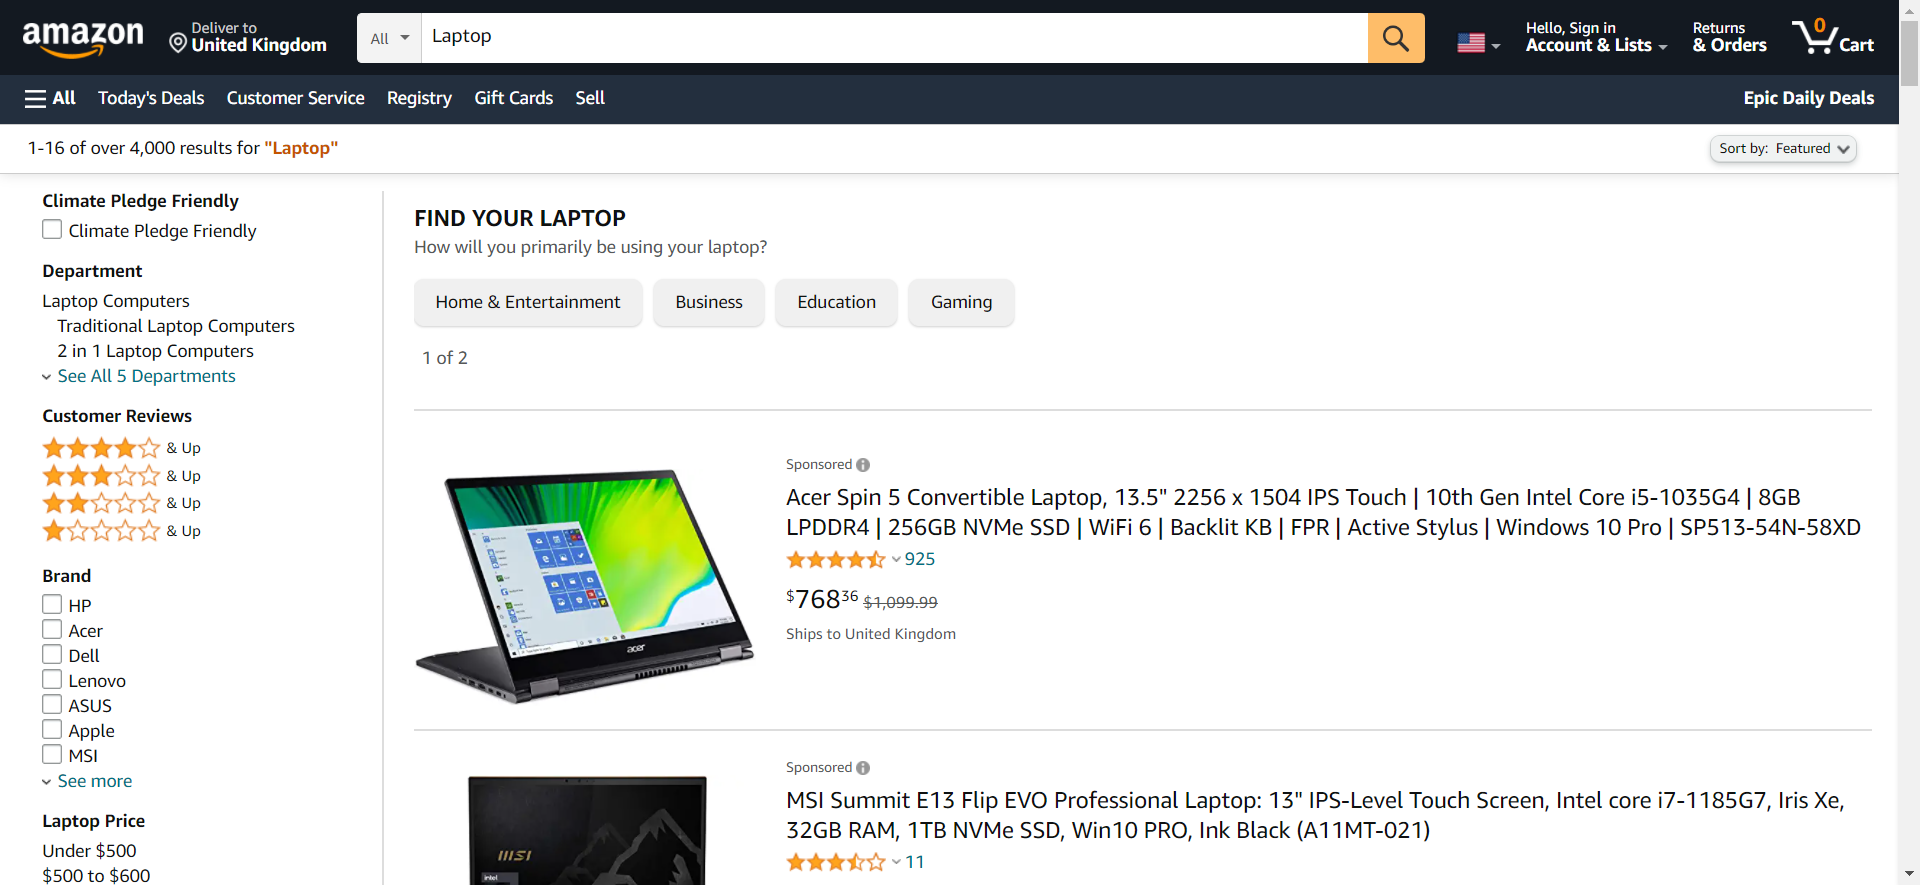 amazon
Deliver to
United Kingdom
All
Laptop
Hello, Sign in
Account & Lists
Returns
& Orders
0
Cart
All
Today's Deals
Customer Service
Registry
Gift Cards
Sell
Epic Daily Deals
1-16 of over 4,000 results for "Laptop"
Sort by: Featured
Climate Pledge Friendly
Climate Pledge Friendly
Department
Laptop Computers
Traditional Laptop Computers
2 in 1 Laptop Computers
See All 5 Departments
Customer Reviews
& Up
& Up
& Up
& Up
Brand
HP
Acer
Dell
Lenovo
ASUS
Apple
MSI
See more
Laptop Price
Under $500
$500 to $600
FIND YOUR LAPTOP
How will you primarily be using your laptop?
Home & Entertainment
Business
Education
Gaming
1 of 2
acer
Sponsored
Acer Spin 5 Convertible Laptop, 13.5" 2256 x 1504 IPS Touch | 10th Gen Intel Core i5-1035G4 | 8GB
LPDDR4 | 256GB NVMe SSD | WiFi 6 | Backlit KB | FPR | Active Stylus | Windows 10 Pro | SP513-54N-58XD
925
$76836 $1,099.99
Ships to United Kingdom
msi
intel
Sponsored
MSI Summit E13 Flip EVO Professional Laptop: 13" IPS-Level Touch Screen, Intel core i7-1185G7, Iris Xe,
32GB RAM, 1TB NVMe SSD, Win10 PRO, Ink Black (A11MT-021)
11